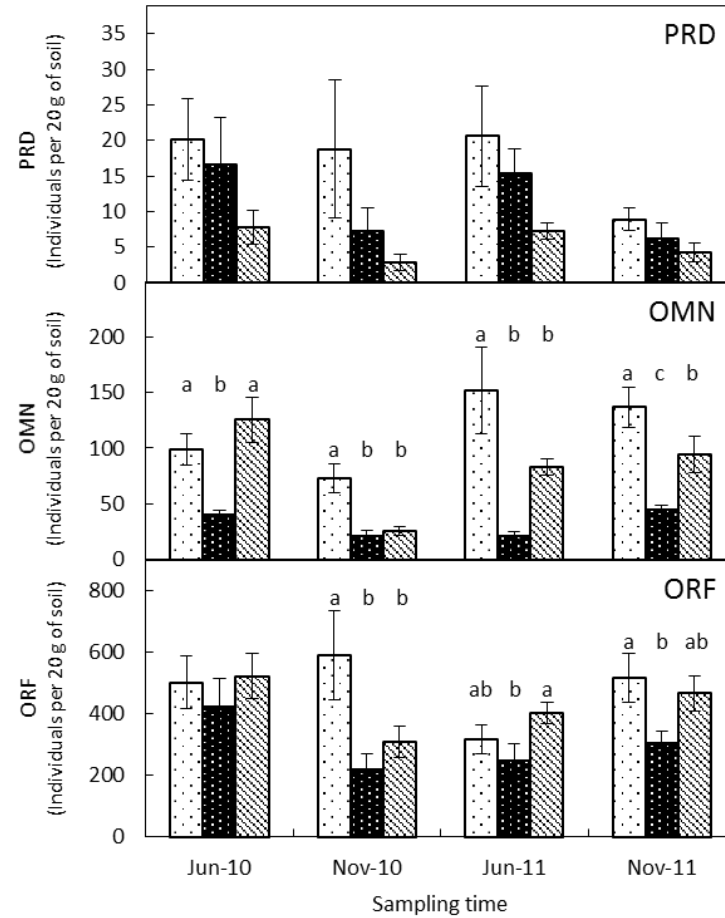 PRD
35
30
25
20
15
10
5
0
PRD
(Individuals per 20 g of soil)
OMN
200
150
100
50
0
OMN
(Individuals per 20 g of soil)
a b a
a b b
a b b
a c b
ORF
800
600
400
200
0
ORF
(Individuals per 20 g of soil)
a b b
ab b a
a b ab
Jun-10 Nov-10 Jun-11 Nov-11
Sampling time